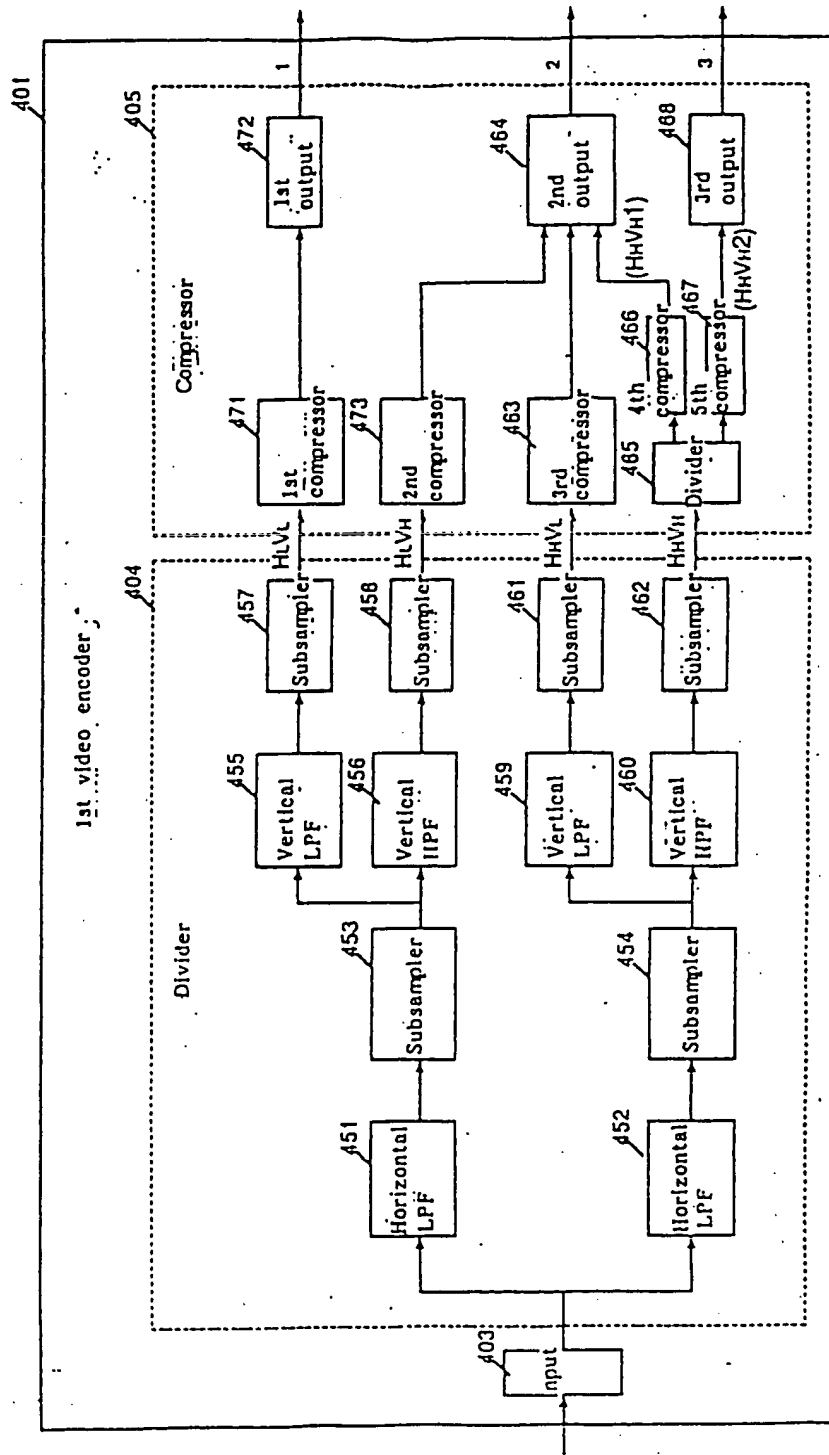 401
1st video encoder
404
Divider
403
Input
451
Horizontal
LPF
453
Subsampler
455
Vertical
LPF
457
Subsampler
HLVL
456
Vertical
HPF
458
Subsampler
HLVH
452
Horizontal
LPF
454
Subsampler
459
Vertical
LPF
461
Subsampler
HHVL
460
Vertical
HPF
462
Subsampler
HHVH
405
Compressor
471
1st
compressor
472
1st
output
1
473
2nd
compressor
463
3rd
compressor
464
2nd
output
2
465
Divider
466
4th
compressor
(HHVH1)
467
5th
compressor
(HHVH2)
468
3rd
output
3